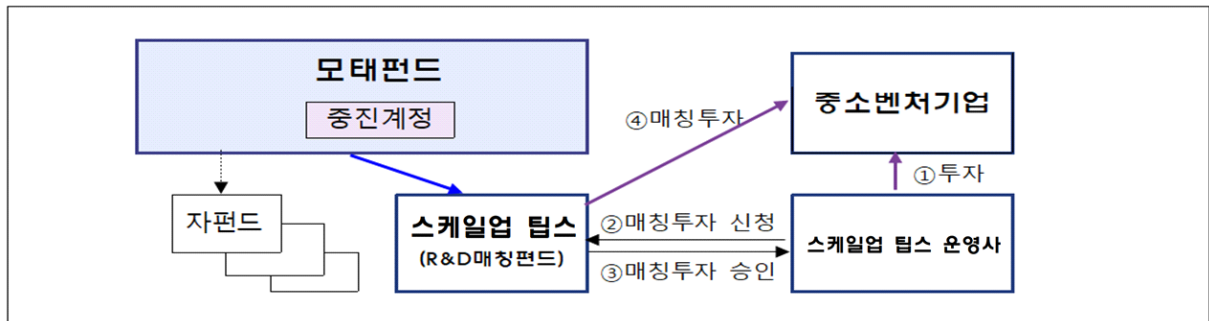 모태펀드
중진계정
중소벤처기업
④매칭투자
①투자
자펀드
스케일업 팁스
(R&D매칭펀드)
②매칭투자 신청
③매칭투자 승인
스케일업 팁스 운영사